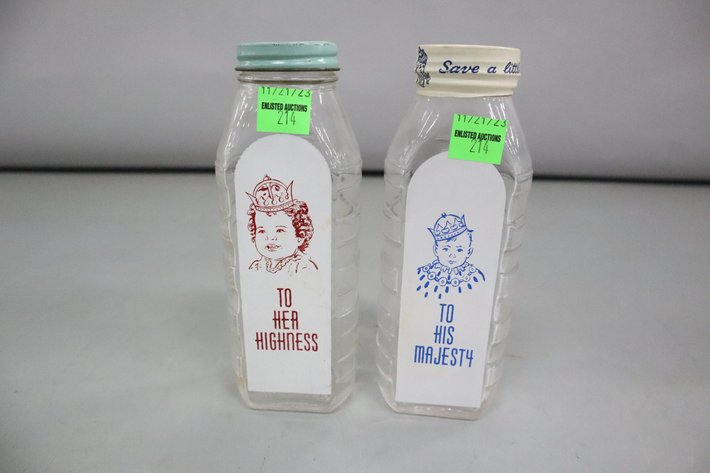 11/21/23
ENLISTED AUCTIONS
214
TO
HER
HIGHNESS
Save a
11/21/23
ENLISTED AUCTIONS
214
TO
HIS
MAJESTY